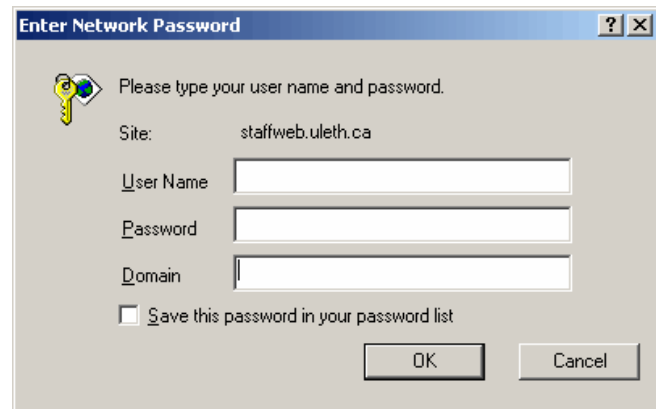 Enter Network Password
Please type your user name and password.
Site: staffweb.uleth.ca
User Name
Password
Domain
Save this password in your password list
OK Cancel